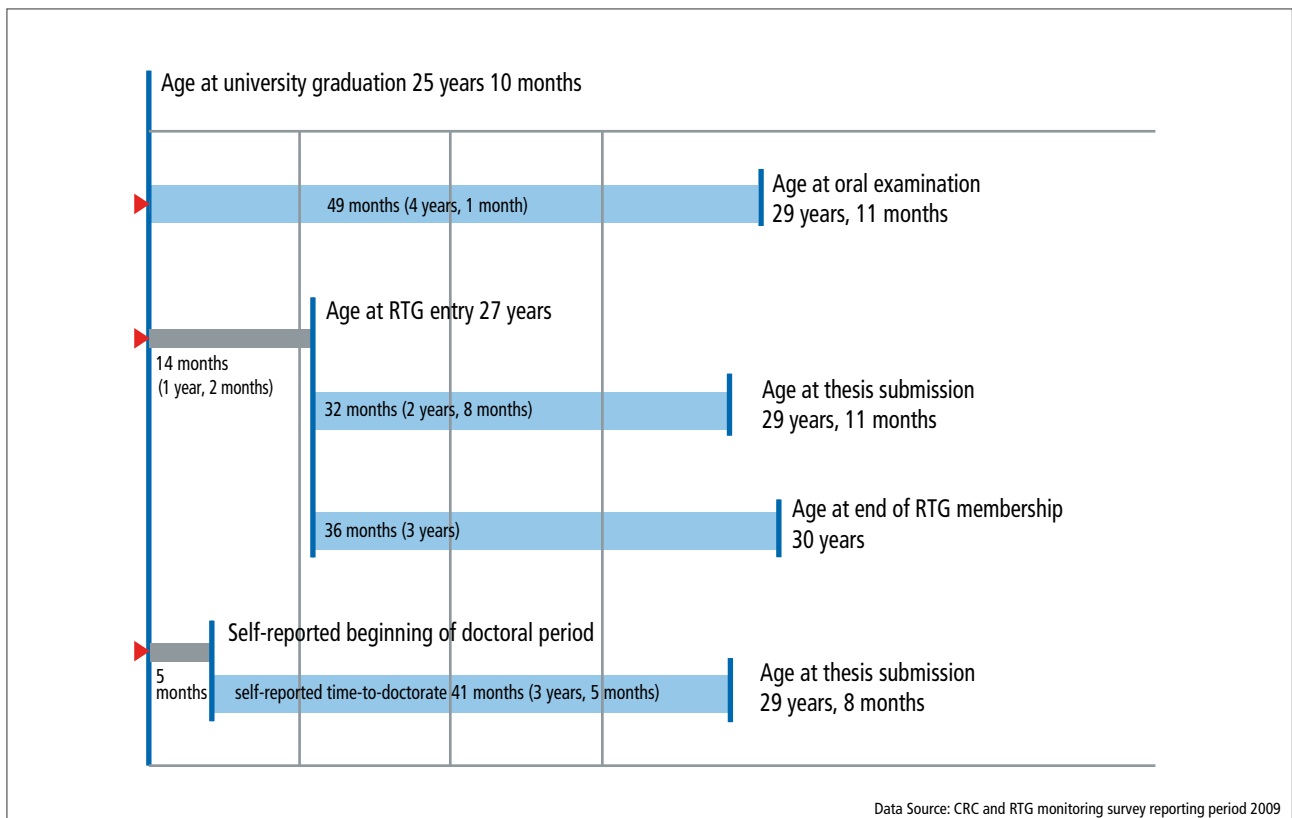 Age at university graduation 25 years 10 months
49 months (4 years, 1 month)
Age at oral examination
29 years, 11 months
Age at RTG entry 27 years
14 months
(1 year, 2 months)
32 months (2 years, 8 months)
Age at thesis submission
29 years, 11 months
36 months (3 years)
Age at end of RTG membership
30 years
Self-reported beginning of doctoral period
5
months
self-reported time-to-doctorate 41 months (3 years, 5 months)
Age at thesis submission
29 years, 8 months
Data Source: CRC and RTG monitoring survey reporting period 2009